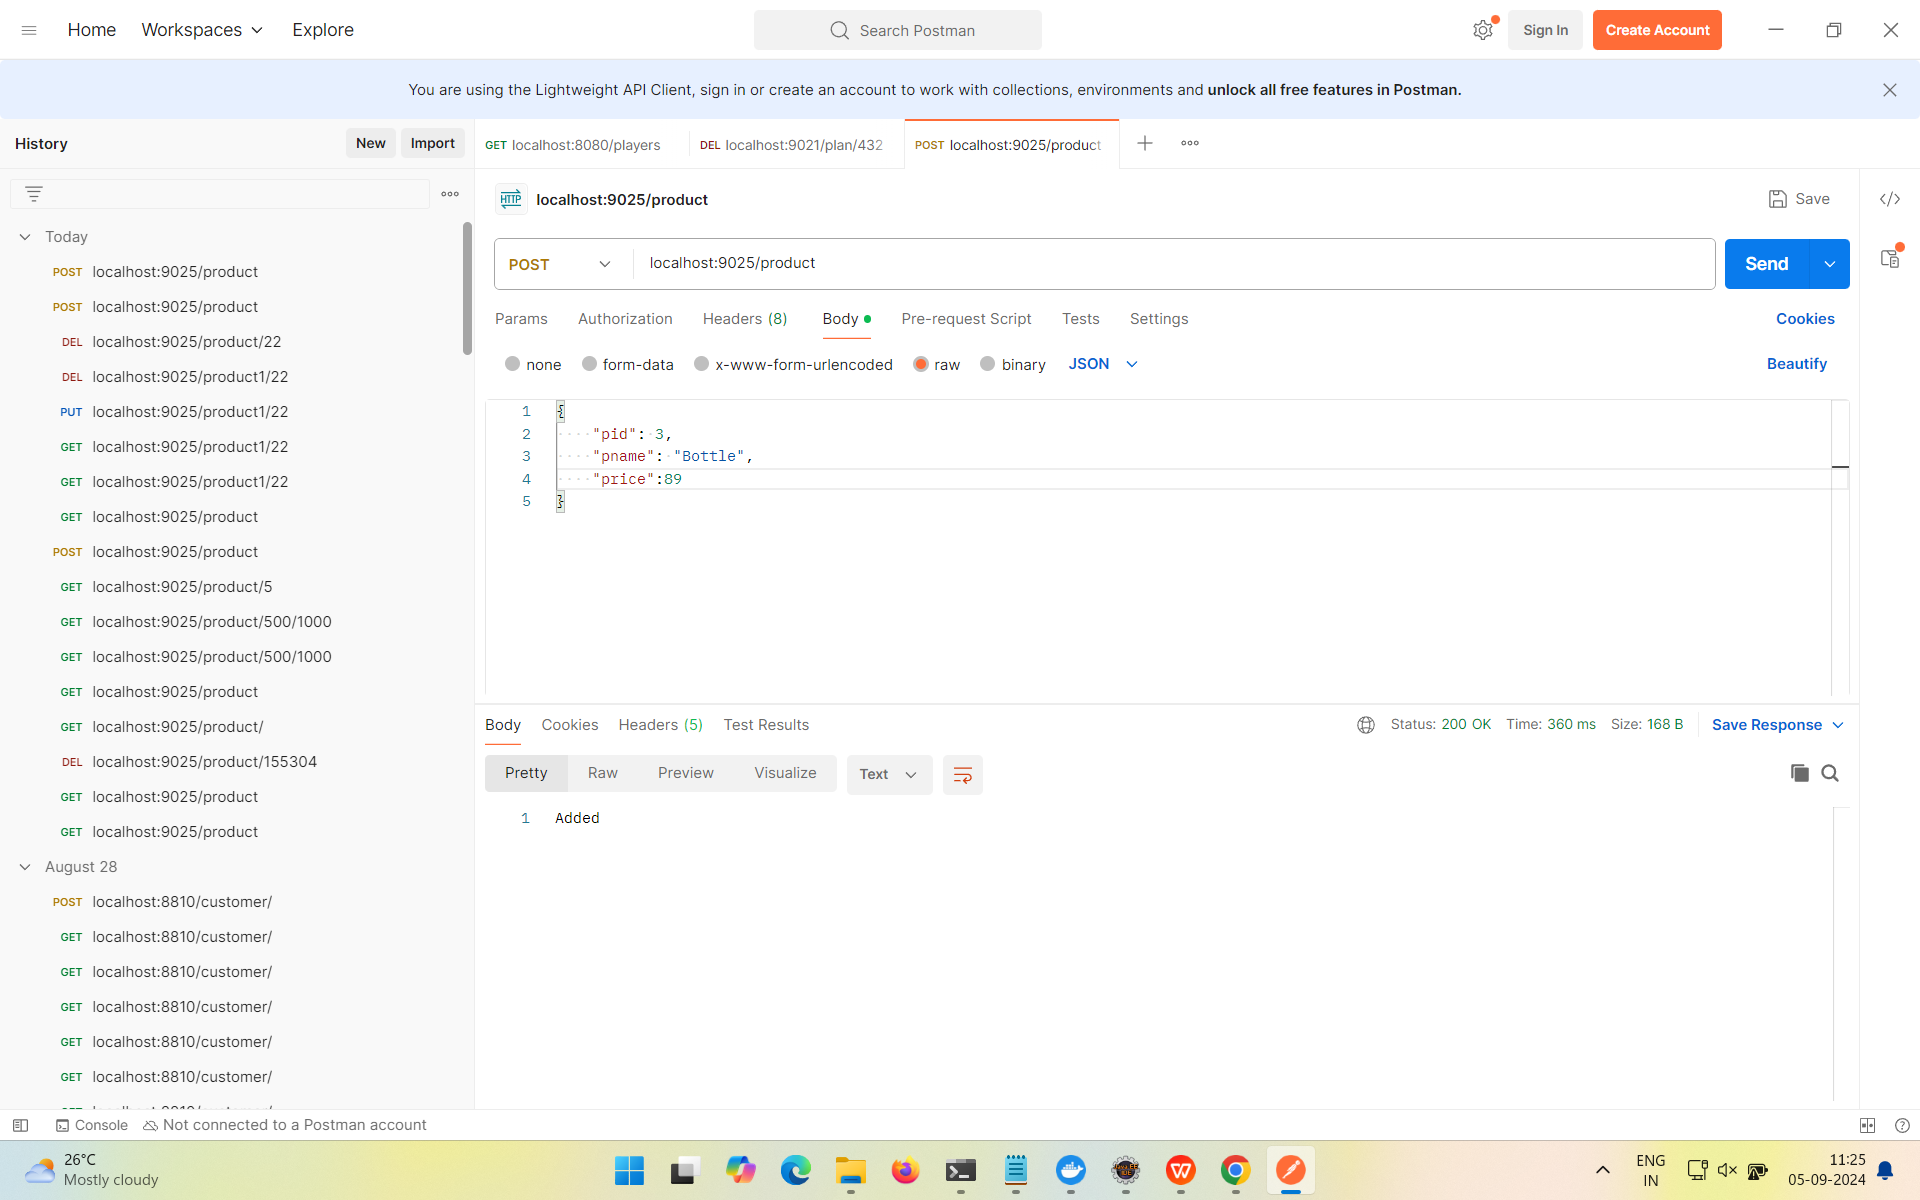 Home
Workspaces
Explore
Search Postman
Sign In
Create Account
You are using the Lightweight API Client, sign in or create an account to work with collections, environments and unlock all free features in Postman.
History
New
Import
GET localhost:8080/players
DEL localhost:9021/plan/432
POST localhost:9025/product
HTTP localhost:9025/product
Save
Today
POST localhost:9025/product
POST localhost:9025/product
DEL localhost:9025/product/22
DEL localhost:9025/product1/22
PUT localhost:9025/product1/22
GET localhost:9025/product1/22
GET localhost:9025/product1/22
GET localhost:9025/product
POST localhost:9025/product
GET localhost:9025/product/5
GET localhost:9025/product/500/1000
GET localhost:9025/product/500/1000
GET localhost:9025/product
GET localhost:9025/product/
DEL localhost:9025/product/155304
GET localhost:9025/product
GET localhost:9025/product
August 28
POST localhost:8810/customer/
GET localhost:8810/customer/
GET localhost:8810/customer/
GET localhost:8810/customer/
GET localhost:8810/customer/
GET localhost:8810/customer/
POST
localhost:9025/product
Send
Params
Authorization
Headers (8)
Body
Pre-request Script
Tests
Settings
Cookies
none
form-data
x-www-form-urlencoded
raw
binary
JSON
Beautify
1 {
2 "pid": 3,
3 "pname": "Bottle",
4 "price":89
5 }
Body
Cookies
Headers (5)
Test Results
Status: 200 OK
Time: 360 ms
Size: 168 B
Save Response
Pretty
Raw
Preview
Visualize
Text
1 Added
Console
Not connected to a Postman account
26°C
Mostly cloudy
ENG
IN
11:25
05-09-2024